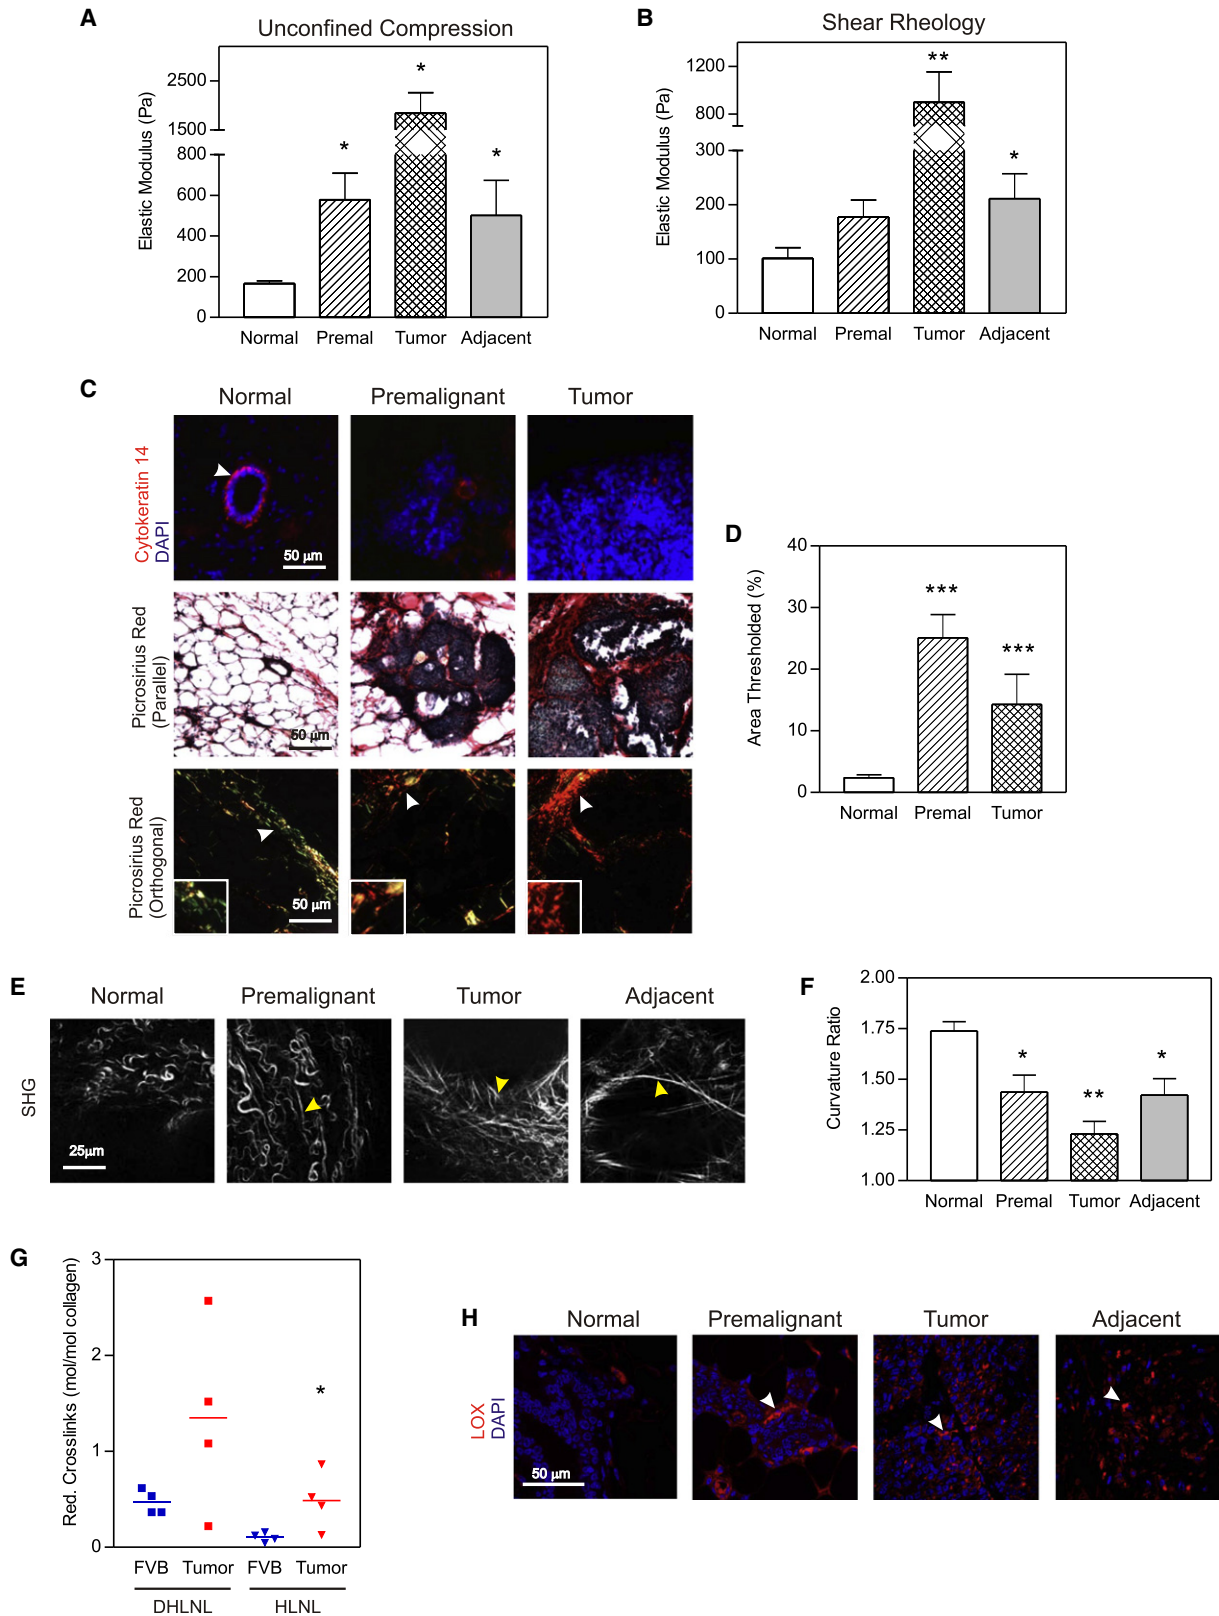 A
Unconfined Compression
Elastic Modulus (Pa)
2500
1500
800
600
400
200
0
*
*
*
Normal Premal Tumor Adjacent
B
Shear Rheology
Elastic Modulus (Pa)
1200
800
300
200
100
0
**
*
Normal Premal Tumor Adjacent
C
Normal Premalignant Tumor
Cytokeratin 14
DAPI
50 µm
Picrosirius Red
(Parallel)
50 µm
Picrosirius Red
(Orthogonal)
50 µm
D
Area Thresholded (%)
40
30
20
10
0
***
***
Normal Premal Tumor
E
Normal Premalignant Tumor Adjacent
SHG
25µm
F
Curvature Ratio
2.00
1.75
1.50
1.25
1.00
*
**
*
Normal Premal Tumor Adjacent
G
Red. Crosslinks (mol/mol collagen)
3
2
1
0
*
FVB Tumor FVB Tumor
DHLNL HLNL
H
Normal Premalignant Tumor Adjacent
LOX
DAPI
50 µm